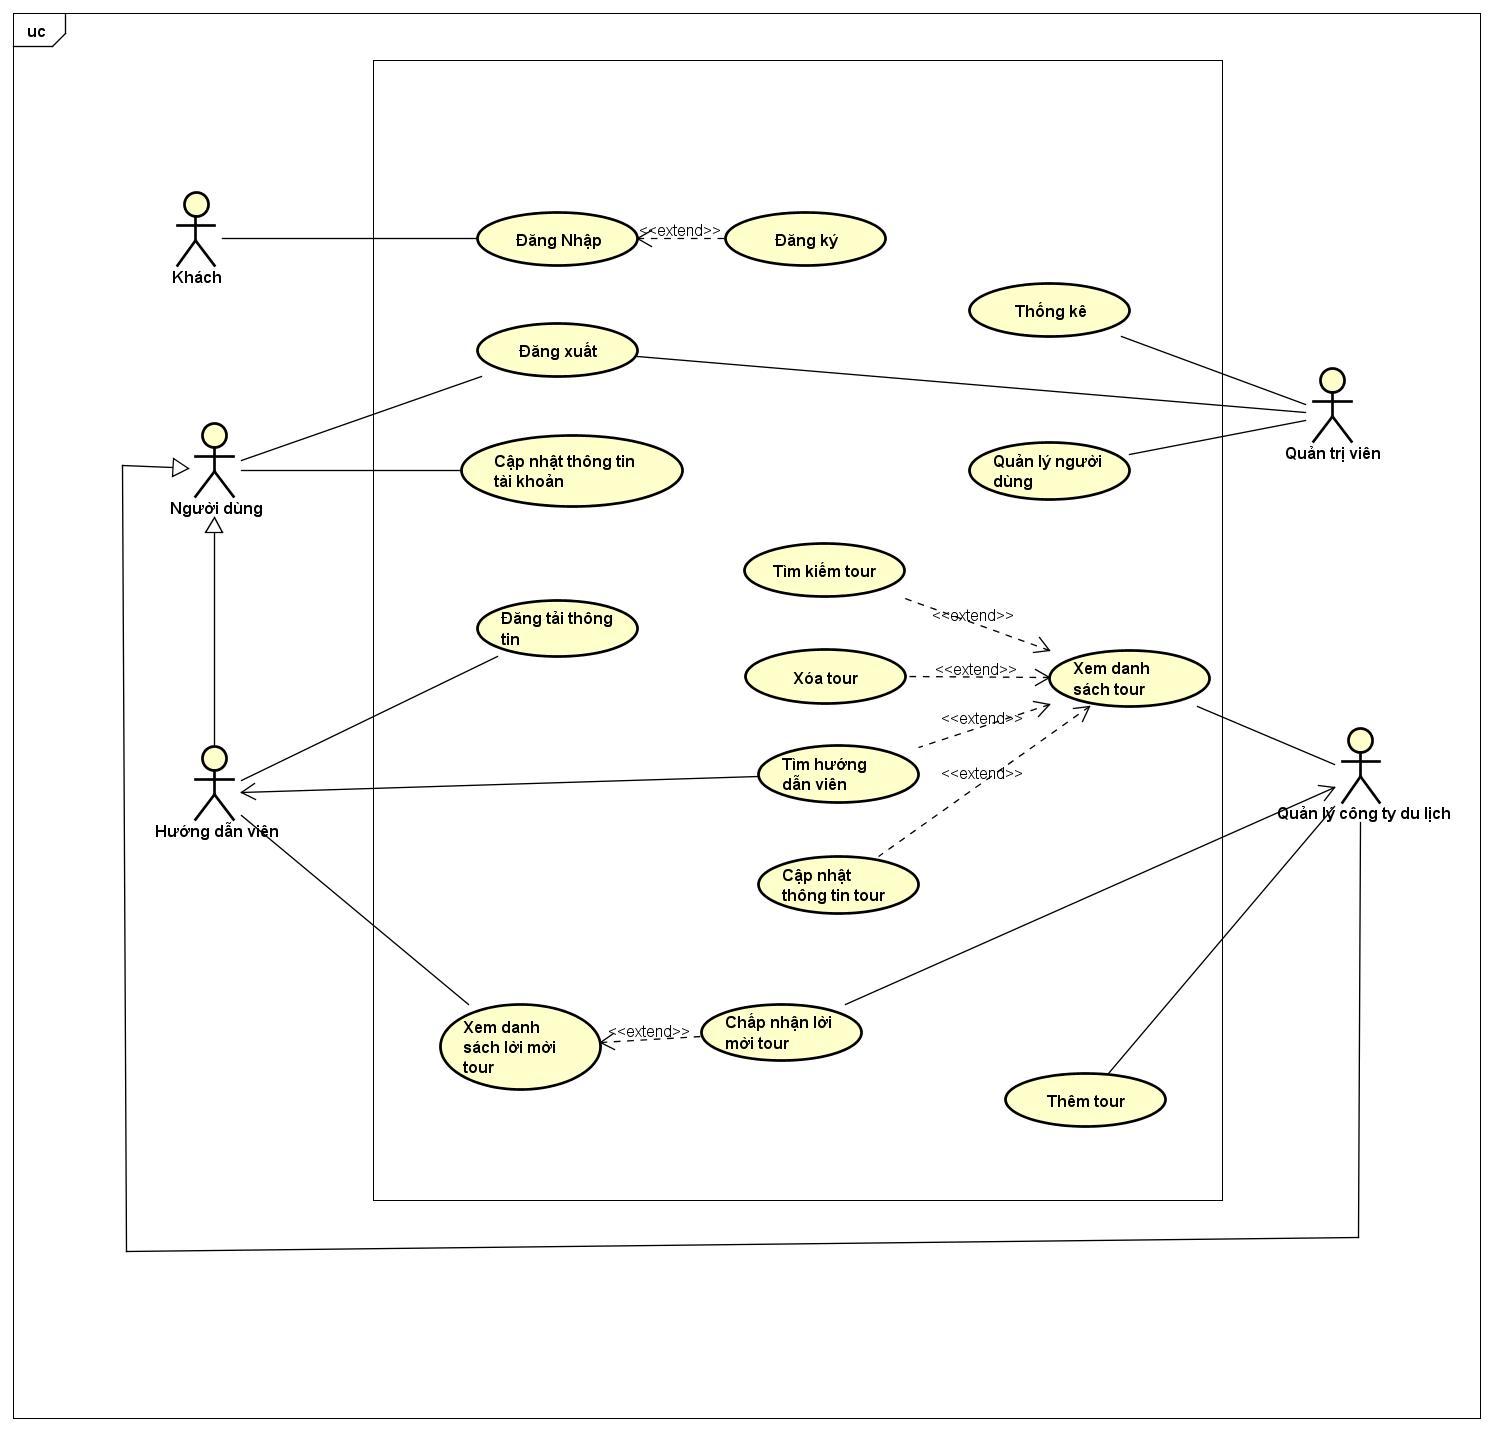 uc
Khách
Đăng Nhập
<<extend>>
Đăng ký
Thống kê
Đăng xuất
Quản trị viên
Người dùng
Cập nhật thông tin
tài khoản
Quản lý người
dùng
Tìm kiếm tour
<<extend>>
Đăng tải thông
tin
Xóa tour
<<extend>>
Xem danh
sách tour
<<extend>>
Tìm hướng
dẫn viên
<<extend>>
Hướng dẫn viên
Quản lý công ty du lịch
Cập nhật
thông tin tour
Xem danh
sách lời mời
tour
<<extend>>
Chấp nhận lời
mời tour
Thêm tour